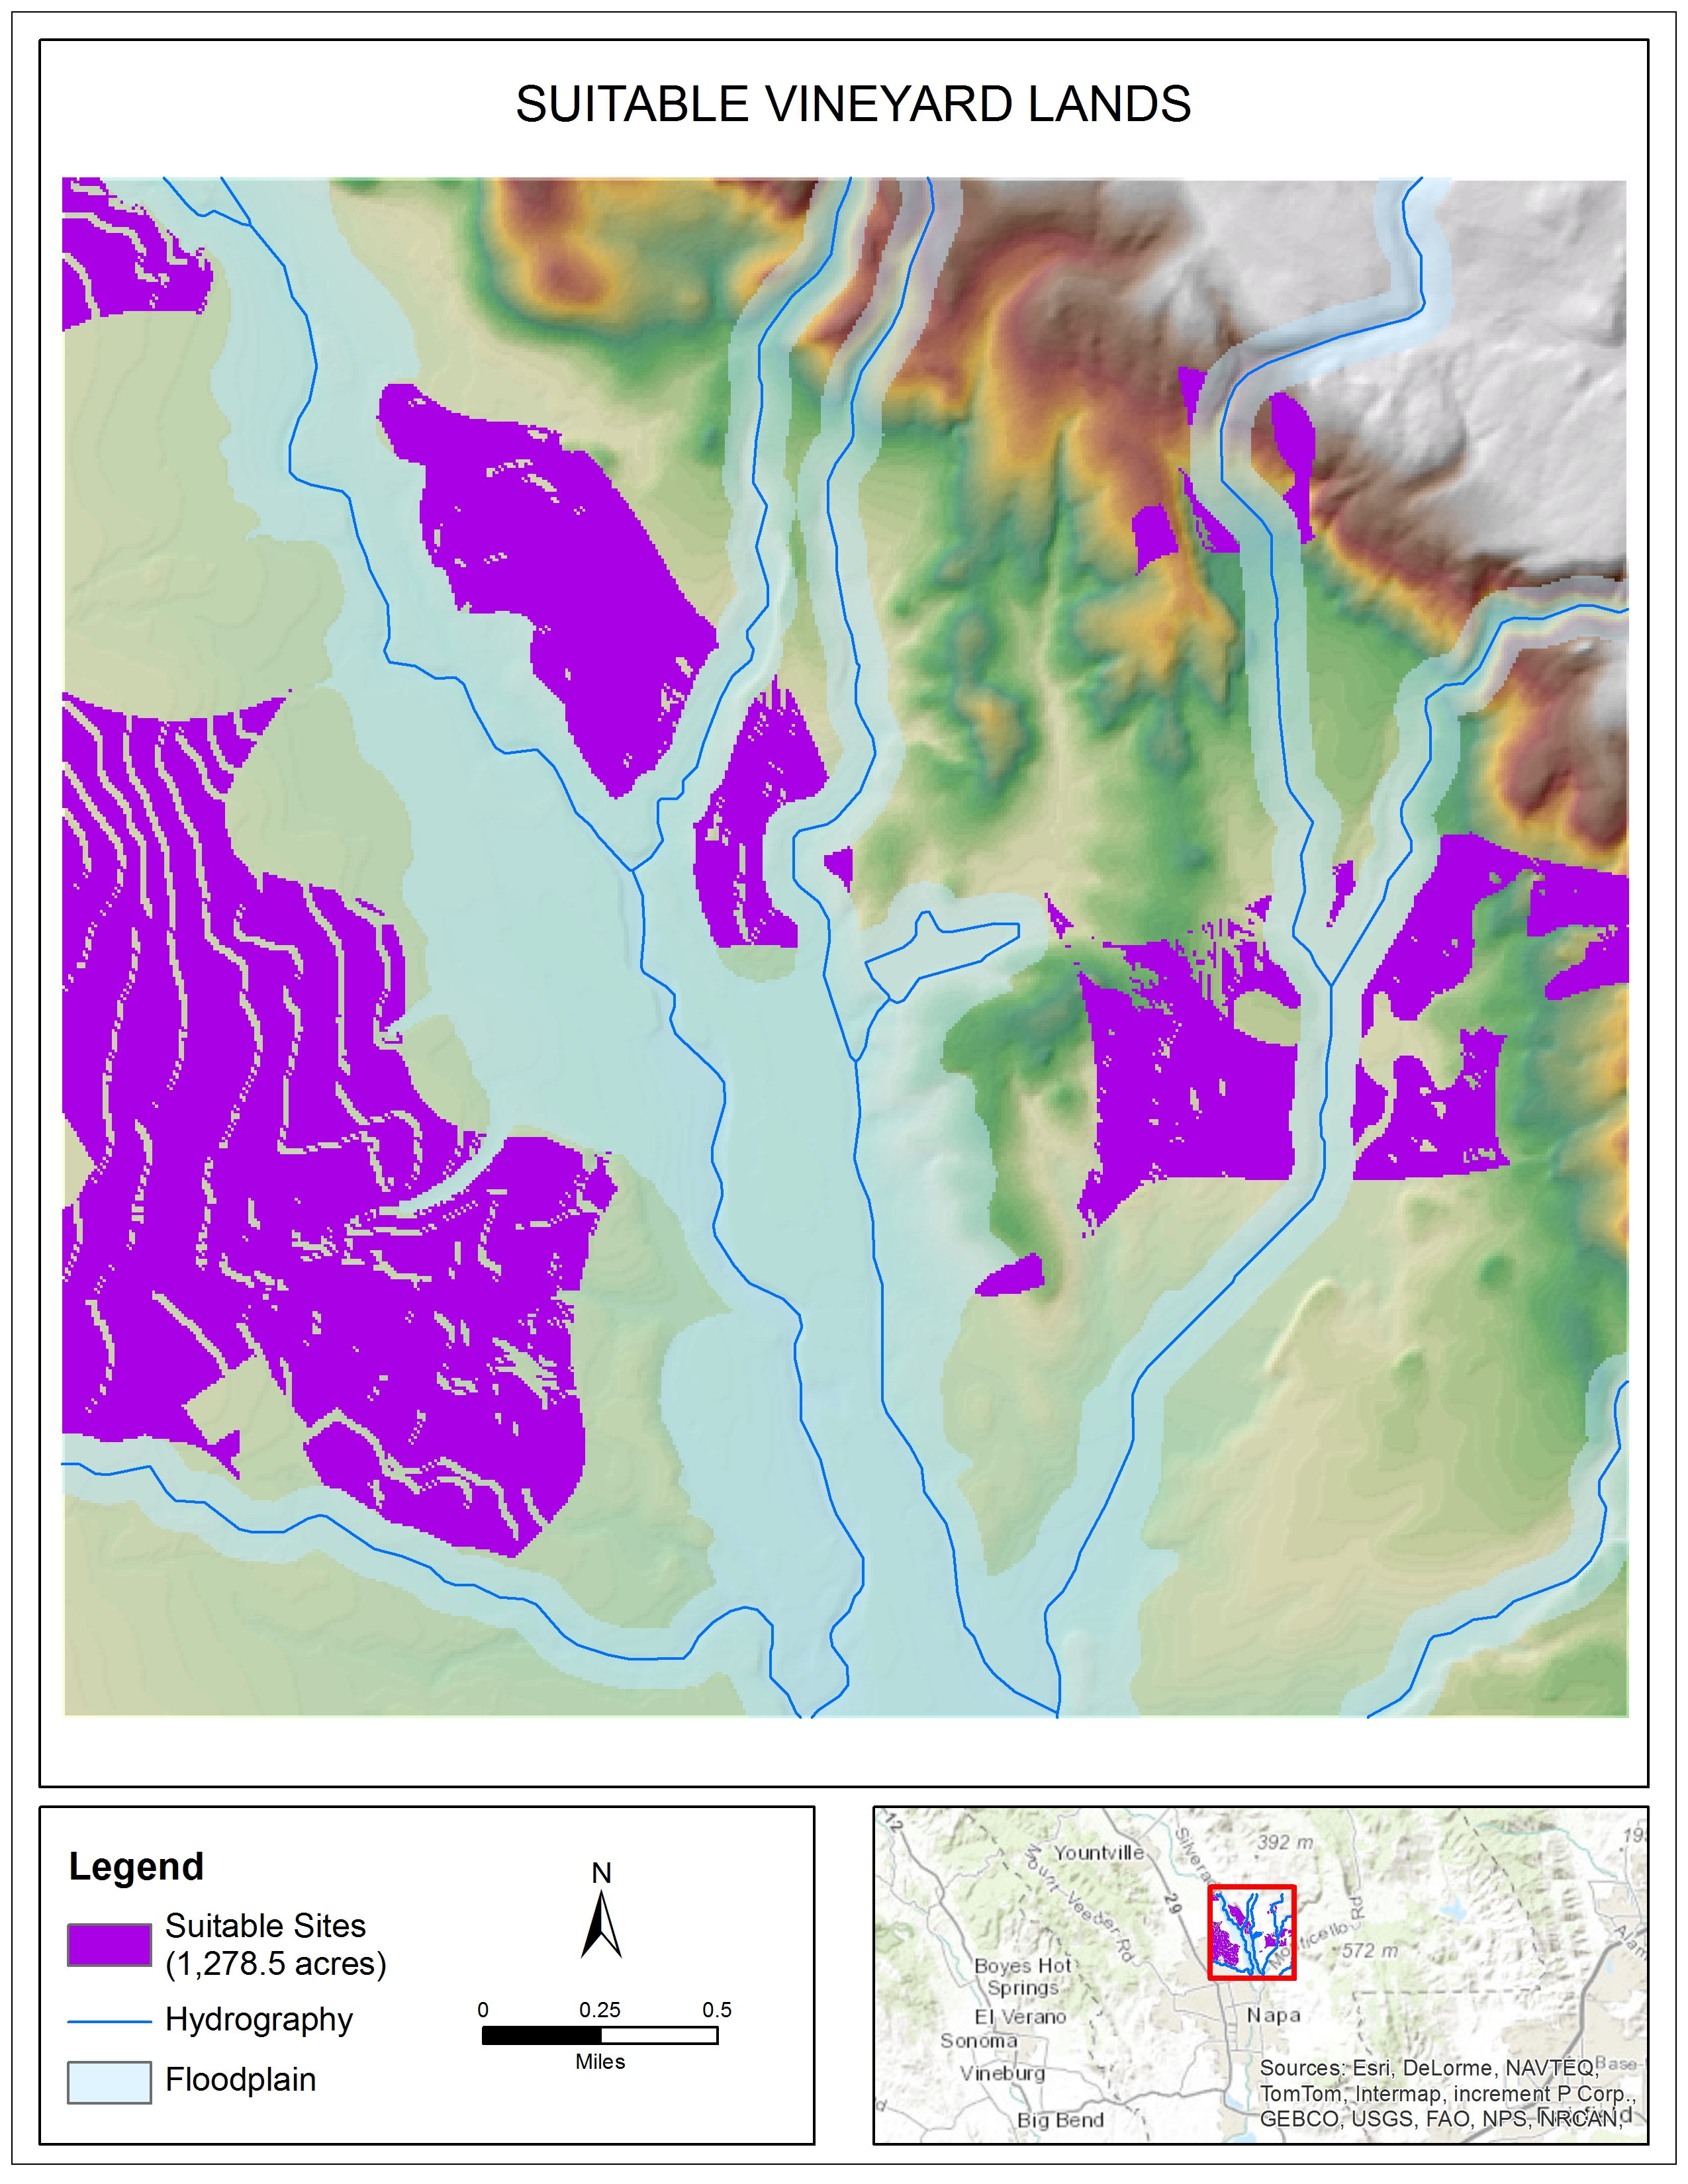 SUITABLE VINEYARD LANDS
Legend
Suitable Sites
(1,278.5 acres)
Hydrography
Floodplain
N
0 0.25 0.5
Miles
12
Yountville
Silverad
392 m
19
Mount Veeder Rd
29
Rd
Monticello
572 m
Alam
Boyes Hot
Springs
El Verano
Napa
Sonoma
Vineburg
Base-
Big Bend
d
Sources: Esri, DeLorme, NAVTEQ,
TomTom, Intermap, increment P Corp.,
GEBCO, USGS, FAO, NPS, NRCAN,